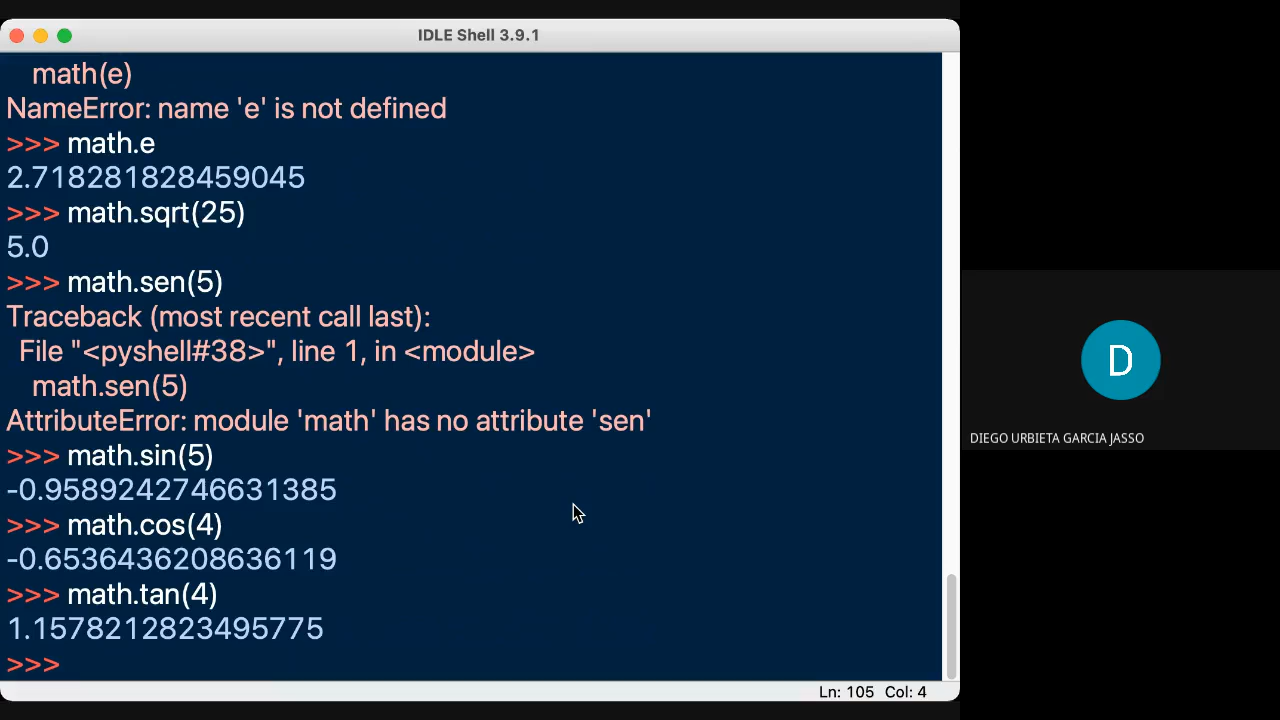 IDLE Shell 3.9.1
math(e)
NameError: name 'e' is not defined
>>> math.e
2.718281828459045
>>> math.sqrt(25)
5.0
>>> math.sen(5)
Traceback (most recent call last):
File "<pyshell#38>", line 1, in <module>
math.sen(5)
AttributeError: module 'math' has no attribute 'sen'
>>> math.sin(5)
-0.9589242746631385
>>> math.cos(4)
-0.6536436208636119
>>> math.tan(4)
1.1578212823495775
>>>
Ln: 105 Col: 4
D
DIEGO URBIETA GARCIA JASSO